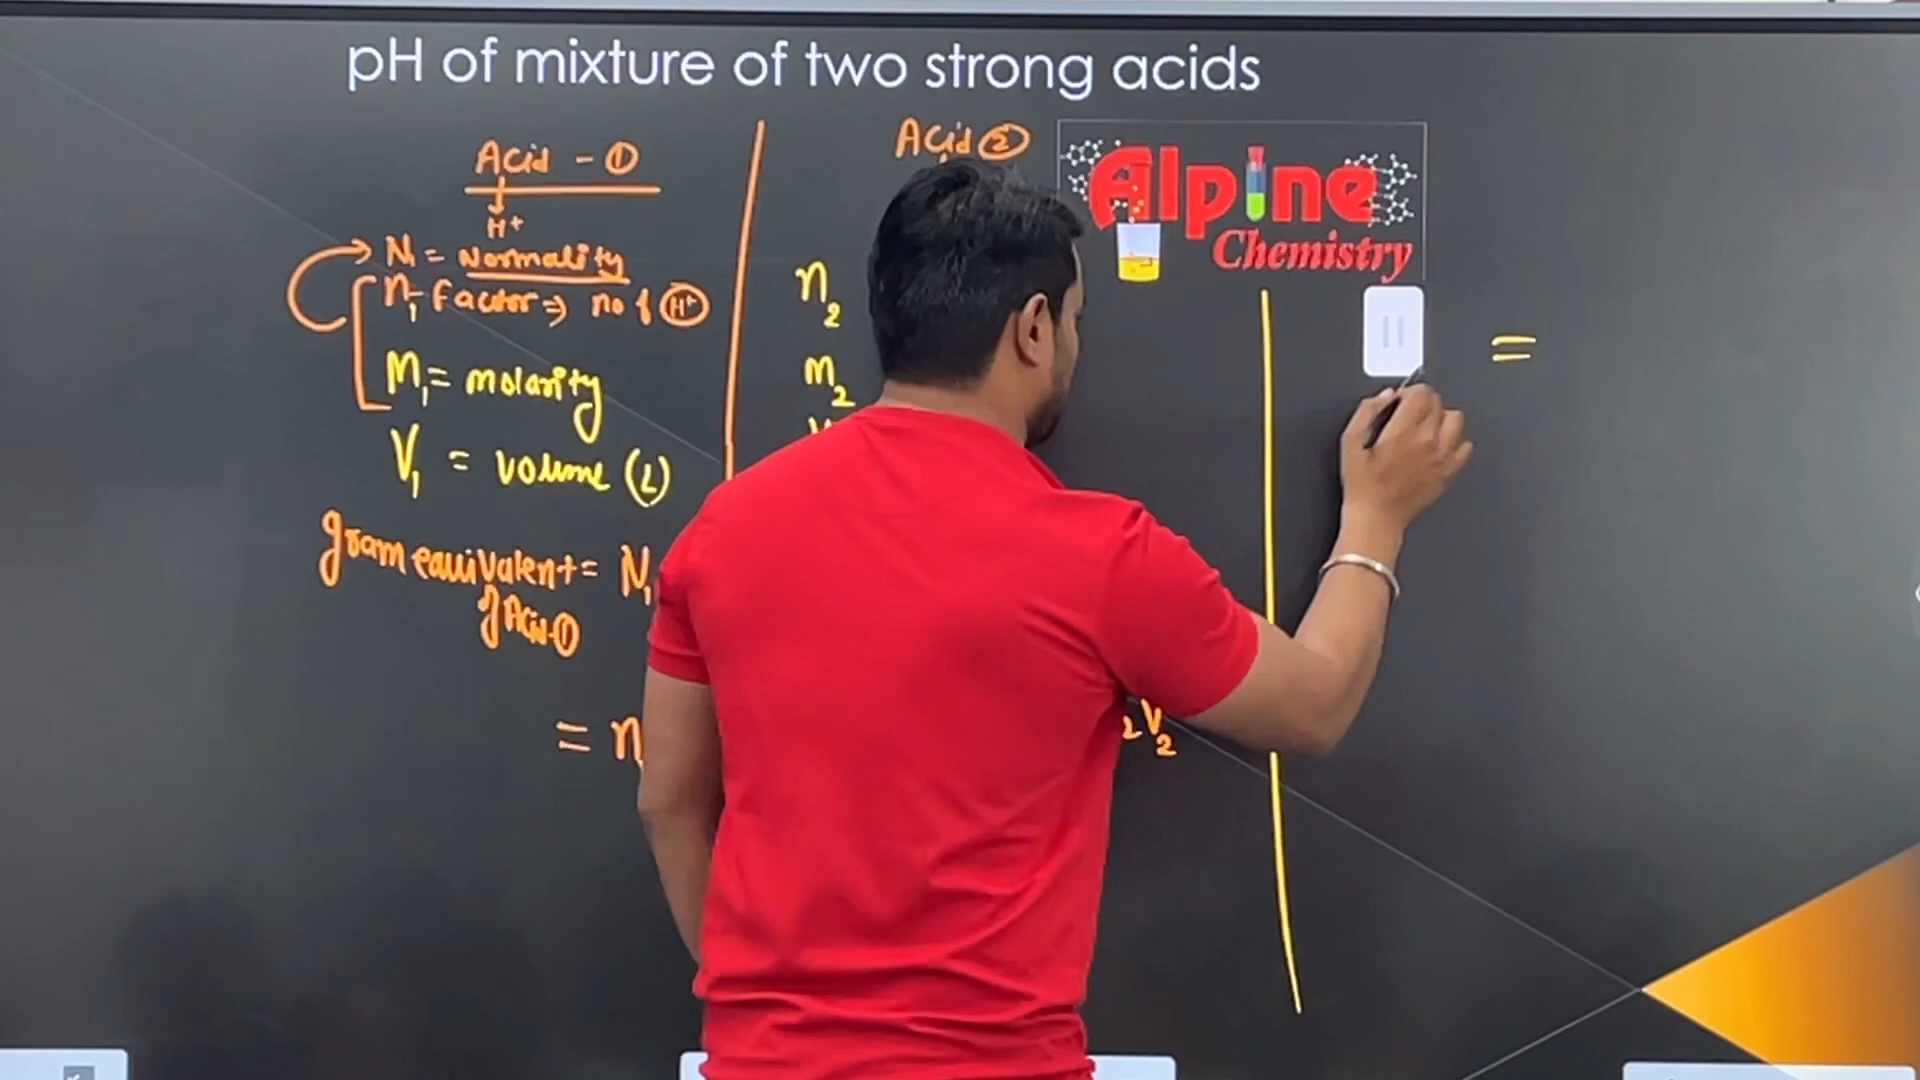 pH of mixture of two strong acids
Acid - ①
H+
N₁ = Normality
n₁- Factor ⇒ no of H+
M₁ = molarity
V₁ = volume (L)
gram equivalent = N₁
of Acid-①
= n
Acid ②
n₂
m₂
₂V₂
Alpine
Chemistry
=